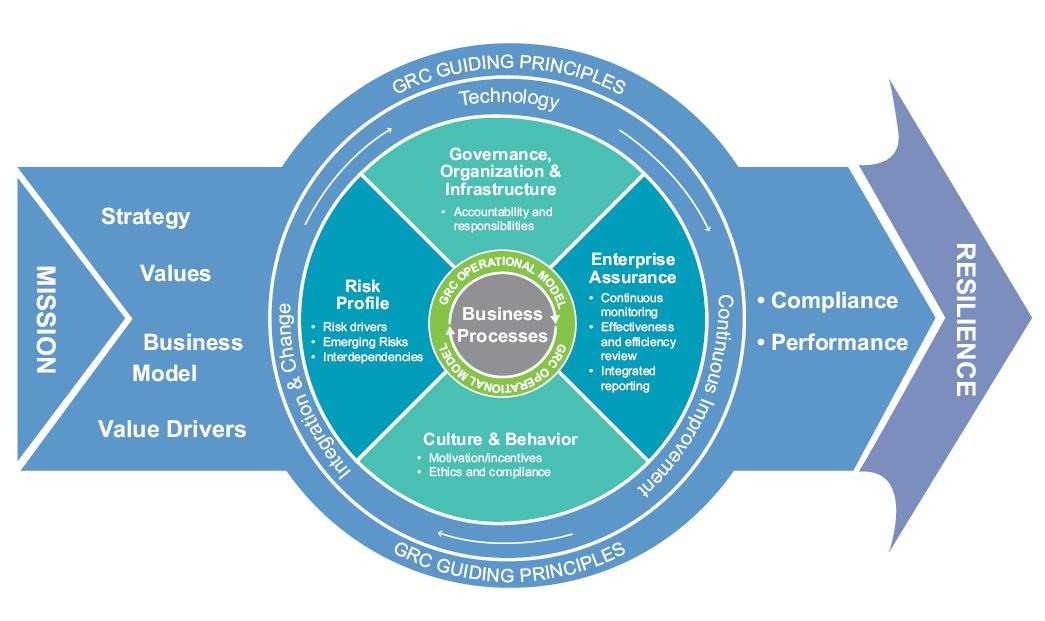 MISSION
Strategy
Values
Business
Model
Value Drivers
GRC GUIDING PRINCIPLES
Technology
Integration & Change
Continuous Improvement
Governance,
Organization &
Infrastructure
• Accountability and
responsibilities
Risk
Profile
• Risk drivers
• Emerging Risks
• Interdependencies
GRC OPERATIONAL MODEL
Business
Processes
GRC OPERATIONAL MODEL
Enterprise
Assurance
• Continuous
monitoring
• Effectiveness
and efficiency
review
• Integrated
reporting
Culture & Behavior
• Motivation/incentives
• Ethics and compliance
GRC GUIDING PRINCIPLES
• Compliance
• Performance
RESILIENCE